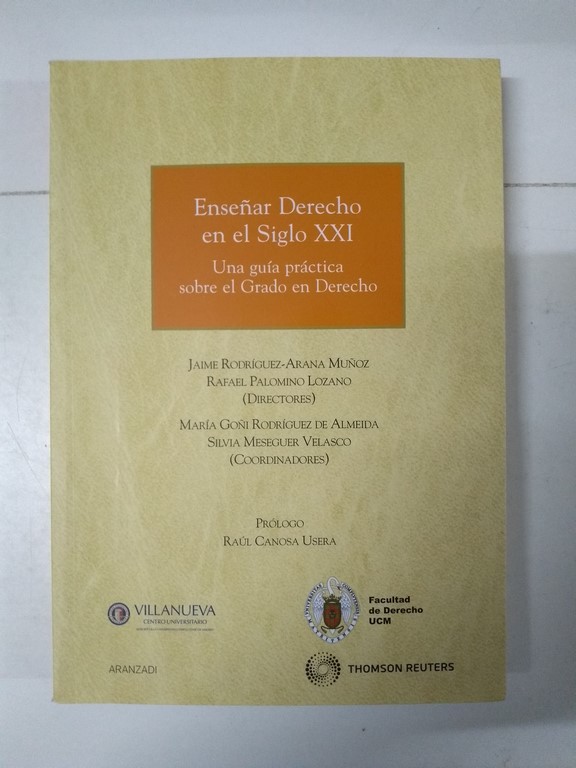 Enseñar Derecho
en el Siglo XXI
Una guía práctica
sobre el Grado en Derecho
JAIME RODRÍGUEZ-ARANA MUÑOZ
RAFAEL PALOMINO LOZANO
(DIRECTORES)
MARÍA GOÑI RODRÍGUEZ DE ALMEIDA
SILVIA MESEGUER VELASCO
(COORDINADORES)
PRÓLOGO
RAÚL CANOSA USERA
VILLANUEVA
CENTRO UNIVERSITARIO
Facultad
de Derecho
UCM
ARANZADI
THOMSON REUTERS